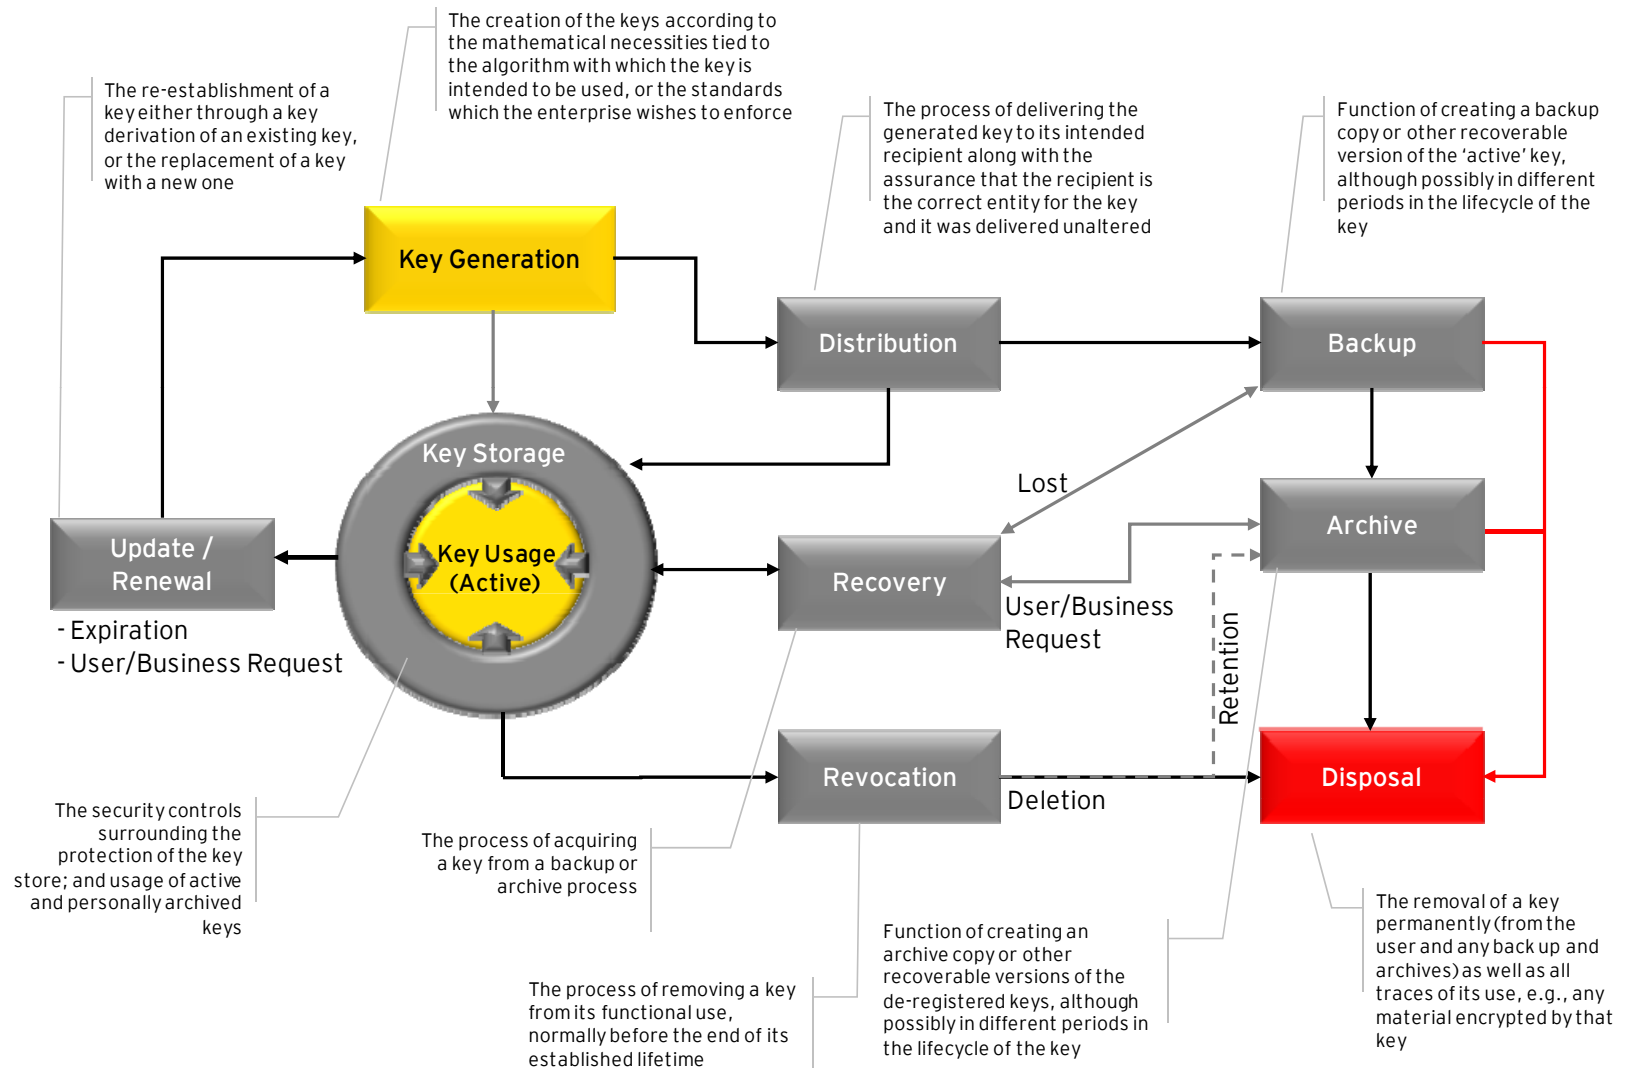 The creation of the keys according to
the mathematical necessities tied to
the algorithm with which the key is
intended to be used, or the standards
which the enterprise wishes to enforce
The re-establishment of a
key either through a key
derivation of an existing key,
or the replacement of a key
with a new one
The process of delivering the
generated key to its intended
recipient along with the
assurance that the recipient is
the correct entity for the key
and it was delivered unaltered
Function of creating a backup
copy or other recoverable
version of the ‘active’ key,
although possibly in different
periods in the lifecycle of the
key
Key Generation
Distribution
Backup
Key Storage
Lost
Archive
Update /
Renewal
Key Usage
(Active)
Recovery
User/Business
Request
- Expiration
- User/Business Request
Retention
Revocation
Deletion
Disposal
The security controls
surrounding the
protection of the key
store; and usage of active
and personally archived
keys
The process of acquiring
a key from a backup or
archive process
The process of removing a key
from its functional use,
normally before the end of its
established lifetime
Function of creating an
archive copy or other
recoverable versions of the
de-registered keys, although
possibly in different periods in
the lifecycle of the key
The removal of a key
permanently (from the
user and any back up and
archives) as well as all
traces of its use, e.g., any
material encrypted by that
key